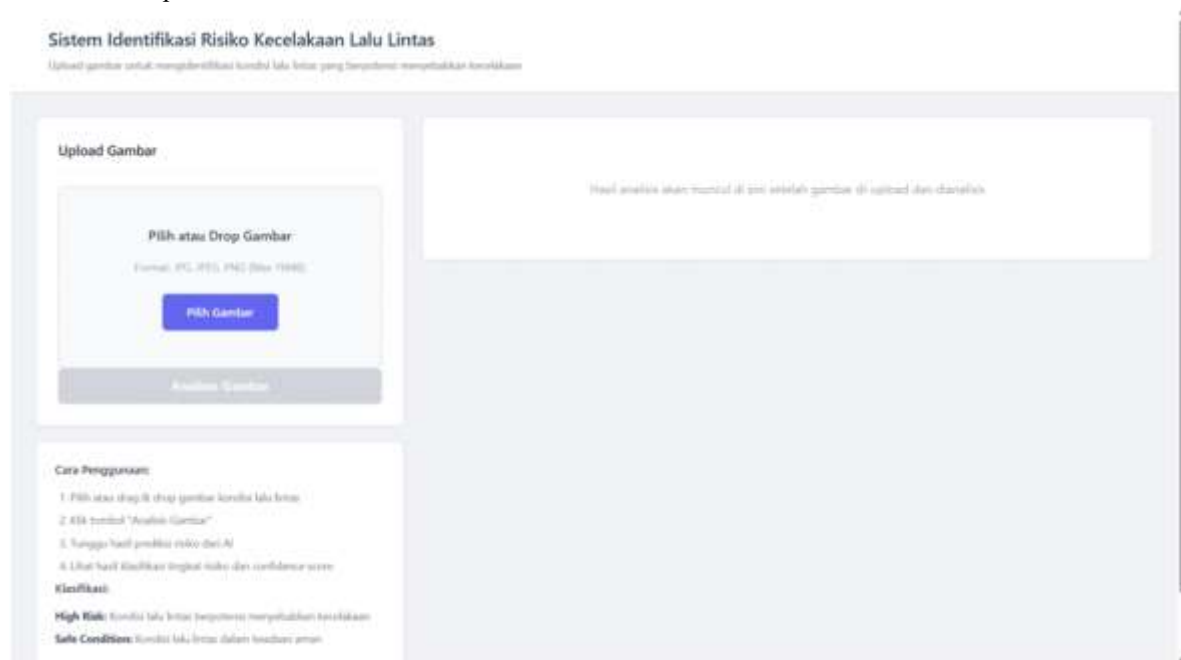 Sistem Identifikasi Risiko Kecelakaan Lalu Lintas
Upload gambar untuk mengidentifikasi kondisi lalu lintas yang berpotensi menyebabkan kecelakaan
Upload Gambar
Pilih atau Drop Gambar
Format: JPG, JPEG, PNG (Max
Pilih Gambar
Analisis Gambar
Hasil analisis akan muncul di sini setelah gambar di upload dan dianalisis
Cara Penggunaan:
1. Pilih atau drag & drop gambar kondisi lalu lintas
2. Klik tombol "Analisis Gambar"
3. Tunggu hasil prediksi risiko dari AI
4. Lihat hasil klasifikasi tingkat risiko dan confidence score
Klasifikasi:
High Risk: Kondisi lalu lintas berpotensi menyebabkan kecelakaan
Safe Condition: Kondisi lalu lintas dalam keadaan aman